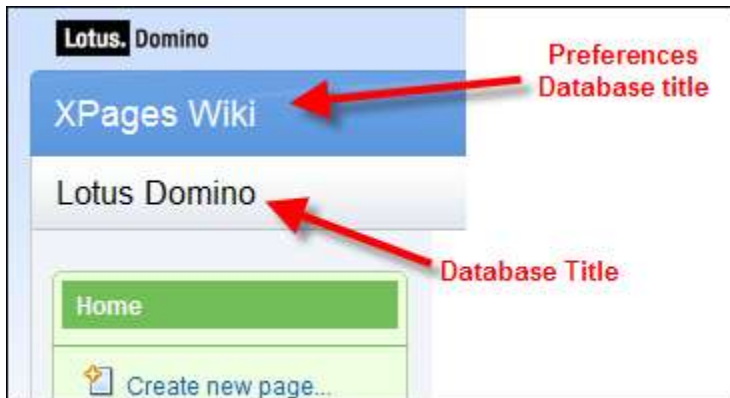 Lotus. Domino
Preferences
Database title
XPages Wiki
Lotus Domino
Database Title
Home
Create new page...